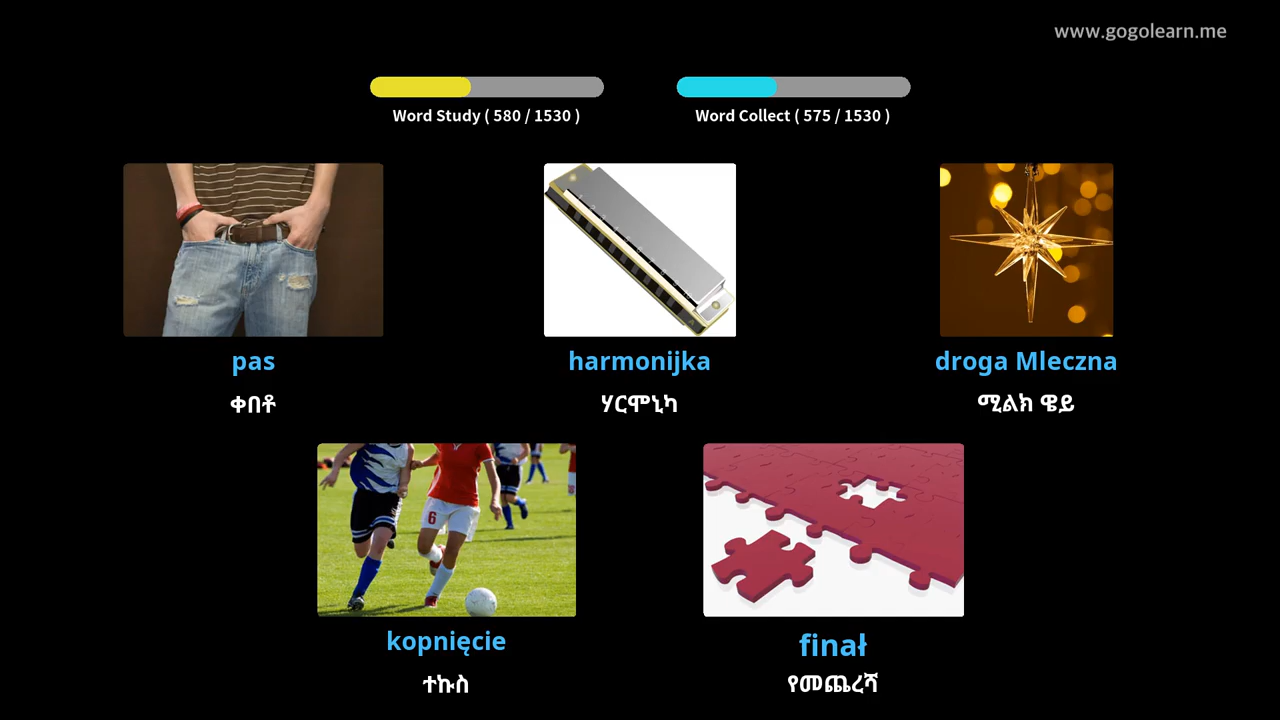 www.gogolearn.me
Word Study ( 580 / 1530 )
Word Collect ( 575 / 1530 )
pas
harmonijka
droga Mleczna
ቀበቶ
ሃርሞኒካ
ሚልክ ዌይ
kopnięcie
finał
ተኩስ
የመጨረሻ
6